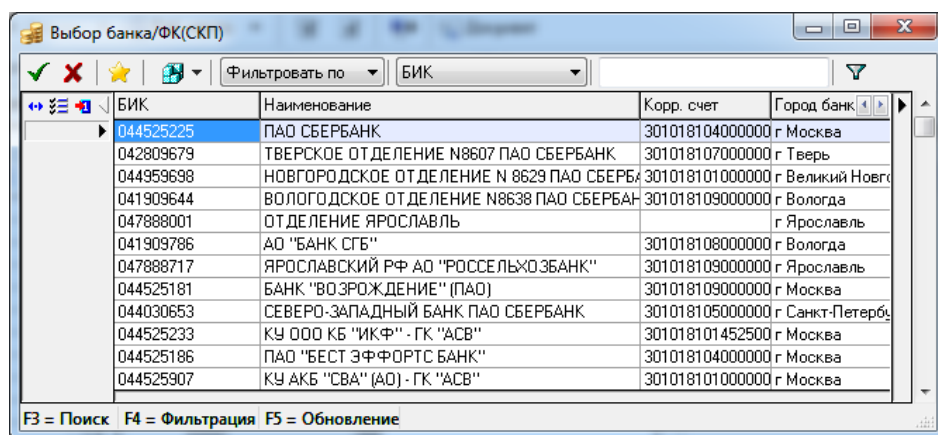 Выбор банка/ФК(СКП)
Фильтровать по БИК
БИК Наименование Корр. счет Город банк
044525225 ПАО СБЕРБАНК 301018104000000 г Москва
042809679 ТВЕРСКОЕ ОТДЕЛЕНИЕ N8607 ПАО СБЕРБАНК 301018107000000 г Тверь
044959698 НОВГОРОДСКОЕ ОТДЕЛЕНИЕ N 8629 ПАО СБЕРБА 301018101000000 г Великий Новго
041909644 ВОЛОГОДСКОЕ ОТДЕЛЕНИЕ N8638 ПАО СБЕРБАН 301018109000000 г Вологда
047888001 ОТДЕЛЕНИЕ ЯРОСЛАВЛЬ г Ярославль
041909786 АО "БАНК СГБ" 301018108000000 г Вологда
047888717 ЯРОСЛАВСКИЙ РФ АО "РОССЕЛЬХОЗБАНК" 301018109000000 г Ярославль
044525181 БАНК "ВОЗРОЖДЕНИЕ" (ПАО) 301018109000000 г Москва
044030653 СЕВЕРО-ЗАПАДНЫЙ БАНК ПАО СБЕРБАНК 301018105000000 г Санкт-Петербу
044525233 КУ ООО КБ "ИКФ" - ГК "АСВ" 301018101452500 г Москва
044525186 ПАО "БЕСТ ЭФФОРТС БАНК" 301018104000000 г Москва
044525907 КУ АКБ "СВА" (АО) - ГК "АСВ" 301018101000000 г Москва
F3 = Поиск F4 = Фильтрация F5 = Обновление